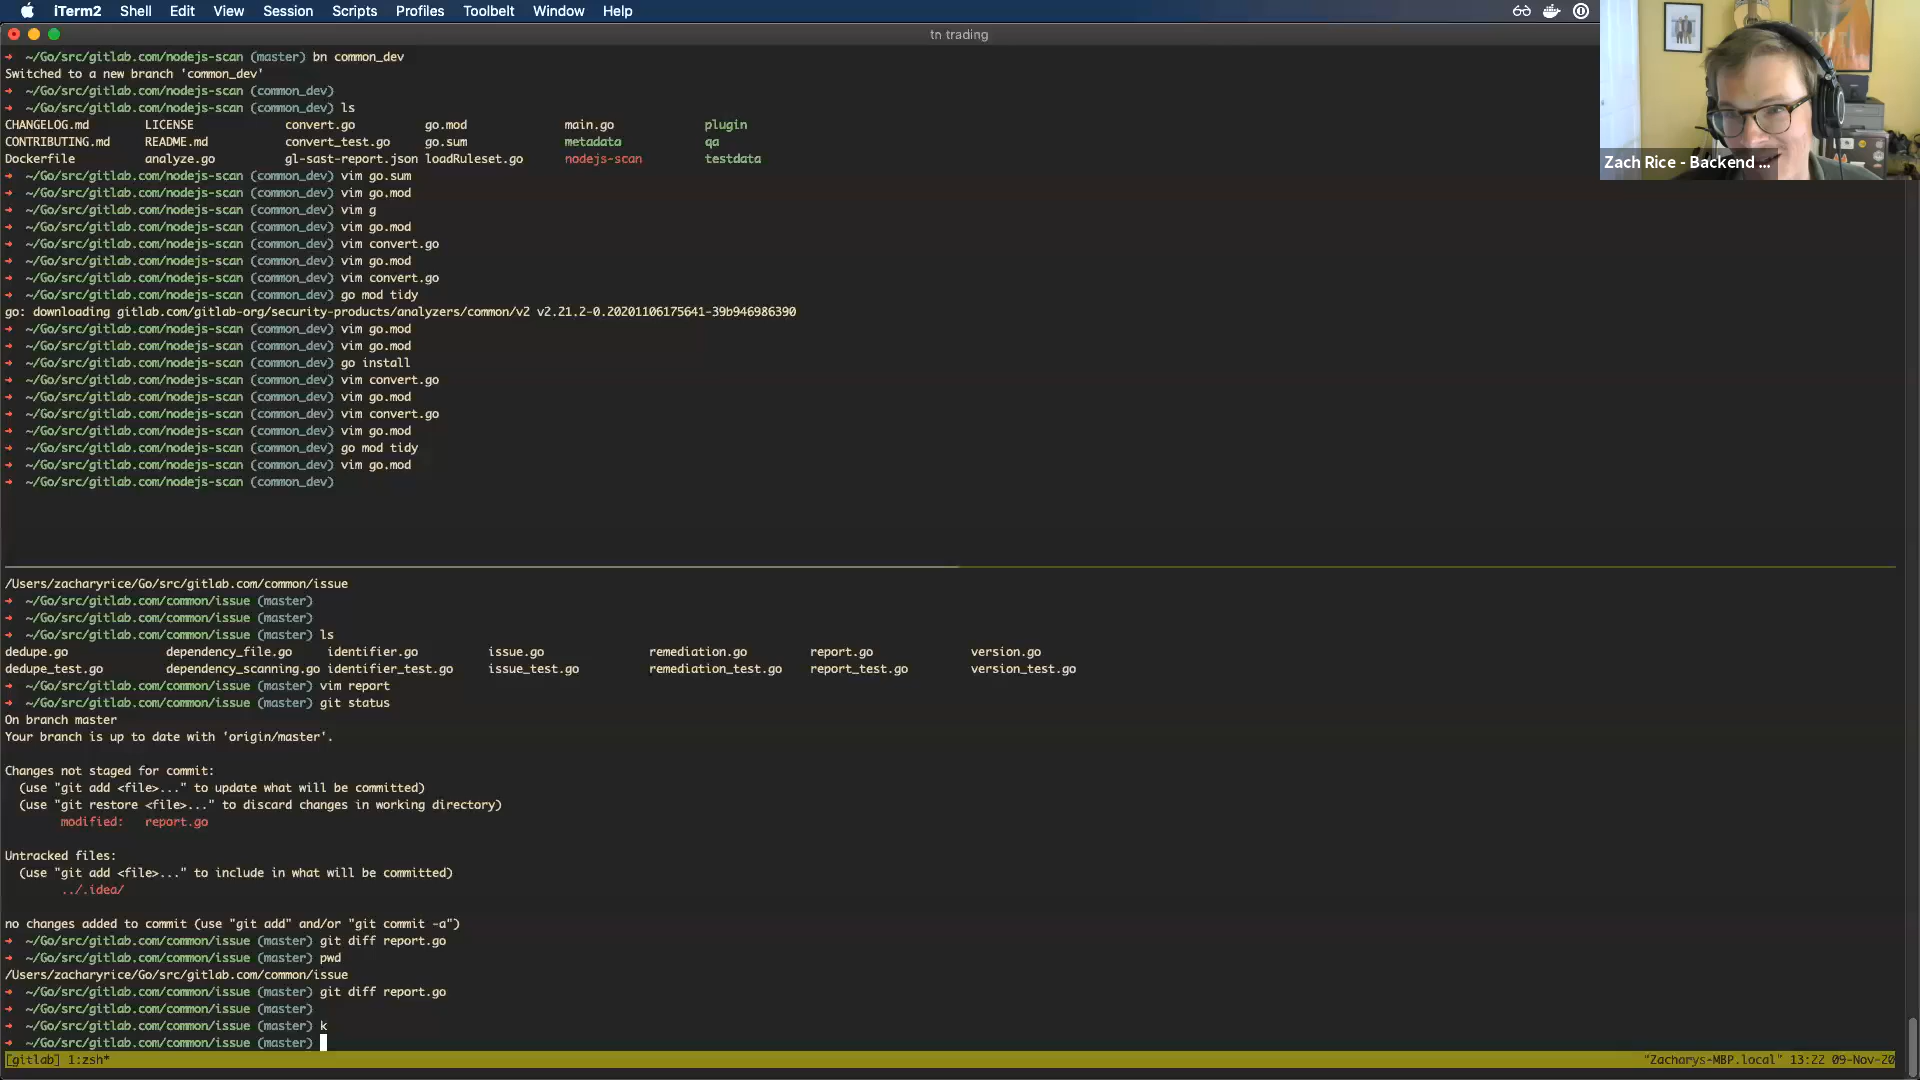 iTerm2 Shell Edit View Session Scripts Profiles Toolbelt Window Help
tn trading
Zach Rice - Backend ...
➜ ~/Go/src/gitlab.com/nodejs-scan (master) bn common_dev
Switched to a new branch 'common_dev'
➜ ~/Go/src/gitlab.com/nodejs-scan (common_dev)
➜ ~/Go/src/gitlab.com/nodejs-scan (common_dev) ls
CHANGELOG.md LICENSE convert.go go.mod main.go plugin
CONTRIBUTING.md README.md convert_test.go go.sum metadata qa
Dockerfile analyze.go gl-sast-report.json loadRuleset.go nodejs-scan testdata
➜ ~/Go/src/gitlab.com/nodejs-scan (common_dev) vim go.sum
➜ ~/Go/src/gitlab.com/nodejs-scan (common_dev) vim go.mod
➜ ~/Go/src/gitlab.com/nodejs-scan (common_dev) vim g
➜ ~/Go/src/gitlab.com/nodejs-scan (common_dev) vim go.mod
➜ ~/Go/src/gitlab.com/nodejs-scan (common_dev) vim convert.go
➜ ~/Go/src/gitlab.com/nodejs-scan (common_dev) vim go.mod
➜ ~/Go/src/gitlab.com/nodejs-scan (common_dev) vim convert.go
➜ ~/Go/src/gitlab.com/nodejs-scan (common_dev) go mod tidy
go: downloading gitlab.com/gitlab-org/security-products/analyzers/common/v2 v2.21.2-0.20201106175641-39b946986390
➜ ~/Go/src/gitlab.com/nodejs-scan (common_dev) vim go.mod
➜ ~/Go/src/gitlab.com/nodejs-scan (common_dev) vim go.mod
➜ ~/Go/src/gitlab.com/nodejs-scan (common_dev) go install
➜ ~/Go/src/gitlab.com/nodejs-scan (common_dev) vim convert.go
➜ ~/Go/src/gitlab.com/nodejs-scan (common_dev) vim go.mod
➜ ~/Go/src/gitlab.com/nodejs-scan (common_dev) vim convert.go
➜ ~/Go/src/gitlab.com/nodejs-scan (common_dev) vim go.mod
➜ ~/Go/src/gitlab.com/nodejs-scan (common_dev) go mod tidy
➜ ~/Go/src/gitlab.com/nodejs-scan (common_dev) vim go.mod
➜ ~/Go/src/gitlab.com/nodejs-scan (common_dev)
/Users/zacharyrice/Go/src/gitlab.com/common/issue
➜ ~/Go/src/gitlab.com/common/issue (master)
➜ ~/Go/src/gitlab.com/common/issue (master)
➜ ~/Go/src/gitlab.com/common/issue (master) ls
dedupe.go dependency_file.go identifier.go issue.go remediation.go report.go version.go
dedupe_test.go dependency_scanning.go identifier_test.go issue_test.go remediation_test.go report_test.go version_test.go
➜ ~/Go/src/gitlab.com/common/issue (master) vim report
➜ ~/Go/src/gitlab.com/common/issue (master) git status
On branch master
Your branch is up to date with 'origin/master'.
Changes not staged for commit:
(use "git add <file>..." to update what will be committed)
(use "git restore <file>..." to discard changes in working directory)
modified: report.go
Untracked files:
(use "git add <file>..." to include in what will be committed)
../.idea/
no changes added to commit (use "git add" and/or "git commit -a")
➜ ~/Go/src/gitlab.com/common/issue (master) git diff report.go
➜ ~/Go/src/gitlab.com/common/issue (master) pwd
/Users/zacharyrice/Go/src/gitlab.com/common/issue
➜ ~/Go/src/gitlab.com/common/issue (master) git diff report.go
➜ ~/Go/src/gitlab.com/common/issue (master)
➜ ~/Go/src/gitlab.com/common/issue (master) k
➜ ~/Go/src/gitlab.com/common/issue (master)
[gitlab] 1:zsh* "Zacharys-MBP.local" 13:22 09-Nov-20